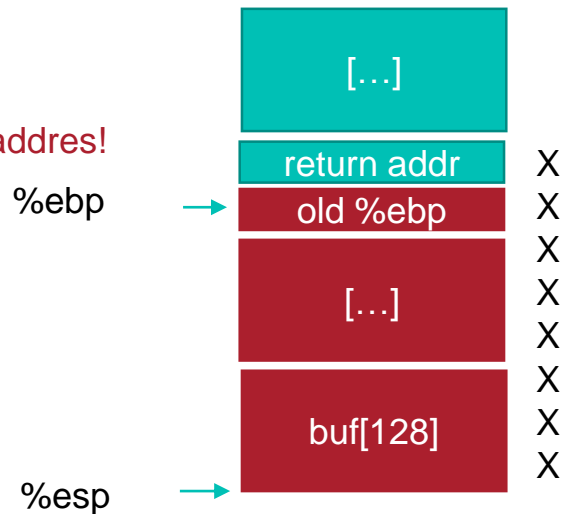 […]
addres!
return addr X
%ebp old %ebp X
X
[…] X
X
X
buf[128] X
X
%esp